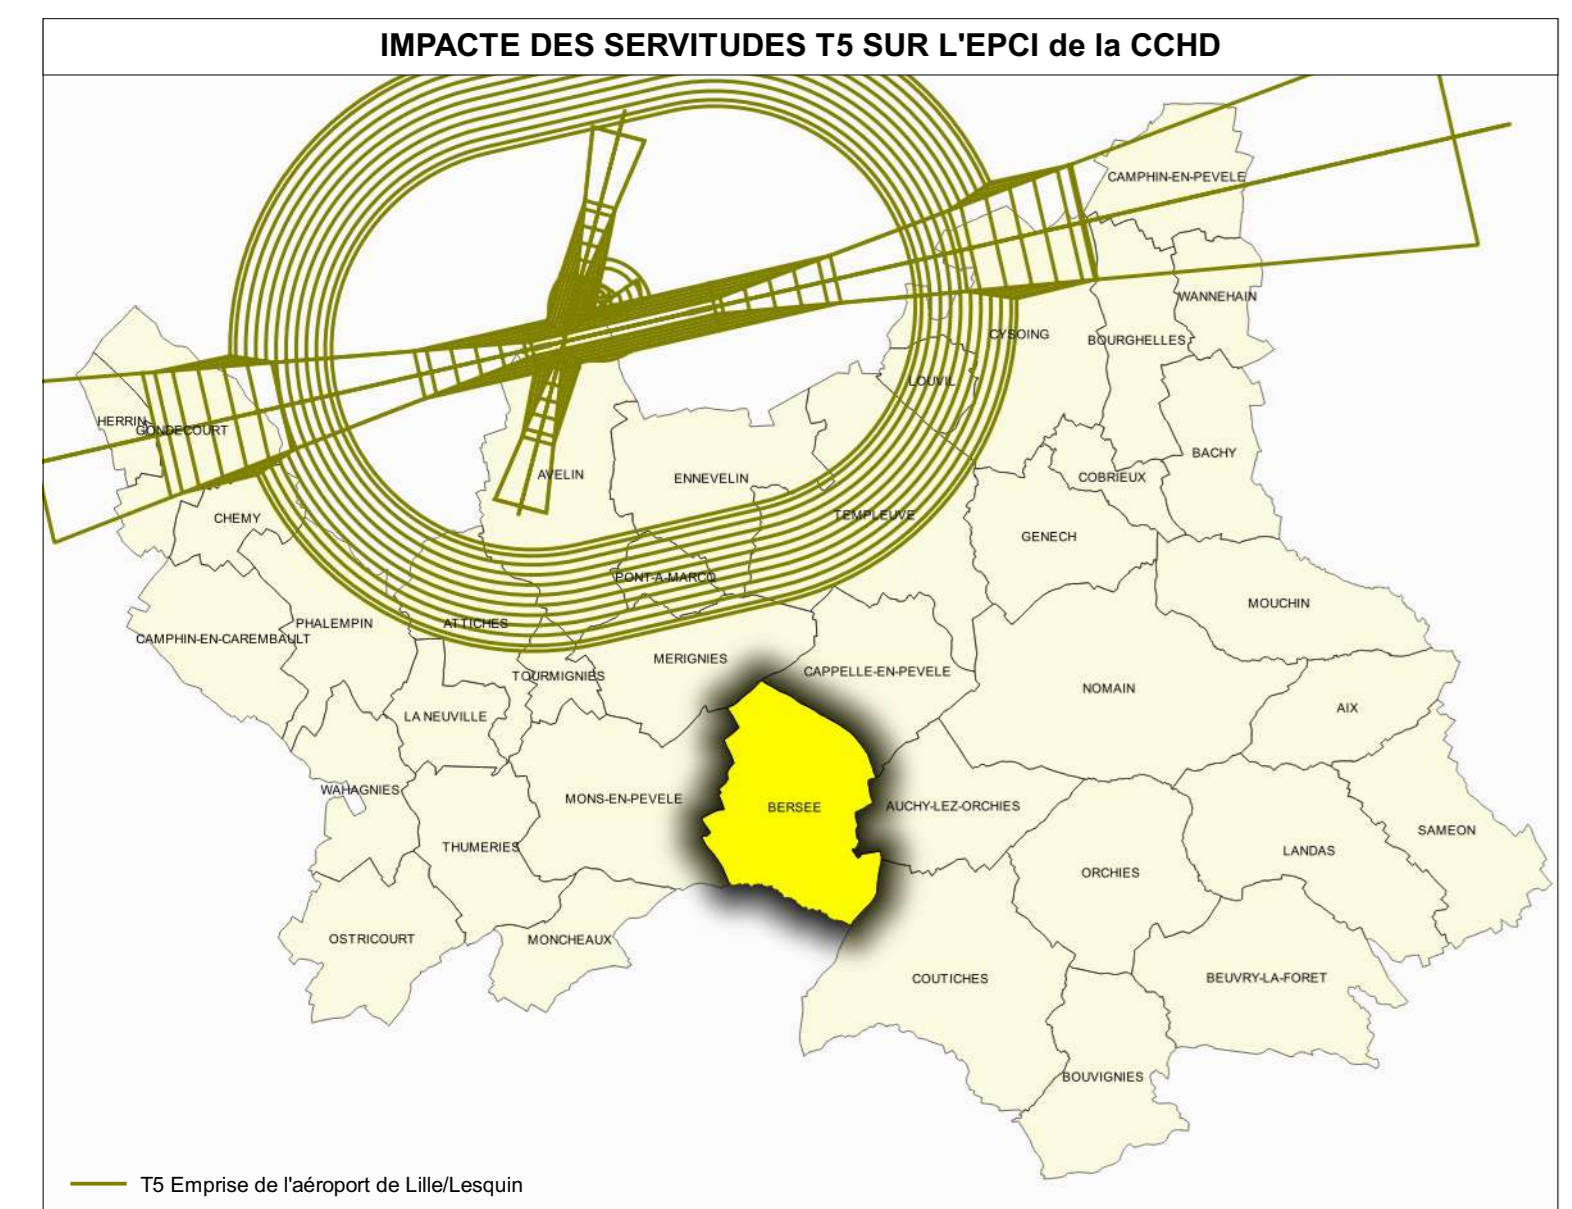 IMPACTE DES SERVITUDES T5 SUR L'EPCI de la CCHD
CAMPHIN-EN-PEVELE
WANNEHAIN
CYSOING
BOURGHELLES
LOUVIL
HERRIN
GONDECOURT
BACHY
AVELIN
ENNEVELIN
COBRIEUX
CHEMY
TEMPLEUVE
GENECH
PONT-A-MARCQ
MOUCHIN
PHALEMPIN
ATTICHES
CAMPHIN-EN-CAREMBAULT
MERIGNIES
CAPPELLE-EN-PEVELE
TOURMIGNIES
NOMAIN
AIX
LA NEUVILLE
WAHAGNIES
MONS-EN-PEVELE
BERSEE
AUCHY-LEZ-ORCHIES
SAMEON
THUMERIES
LANDAS
ORCHIES
OSTRICOURT
MONCHEAUX
COUTICHES
BEUVRY-LA-FORET
BOUVIGNIES
T5 Emprise de l'aéroport de Lille/Lesquin